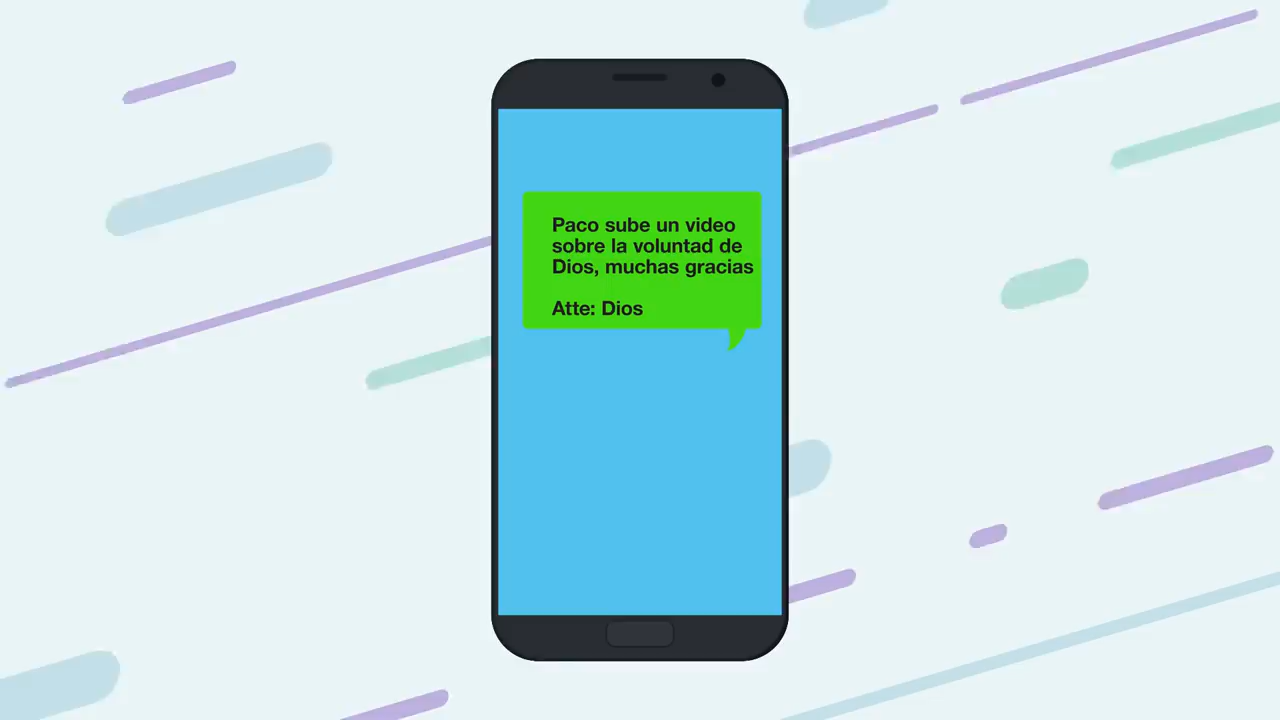 Paco sube un video
sobre la voluntad de
Dios, muchas gracias
Atte: Dios